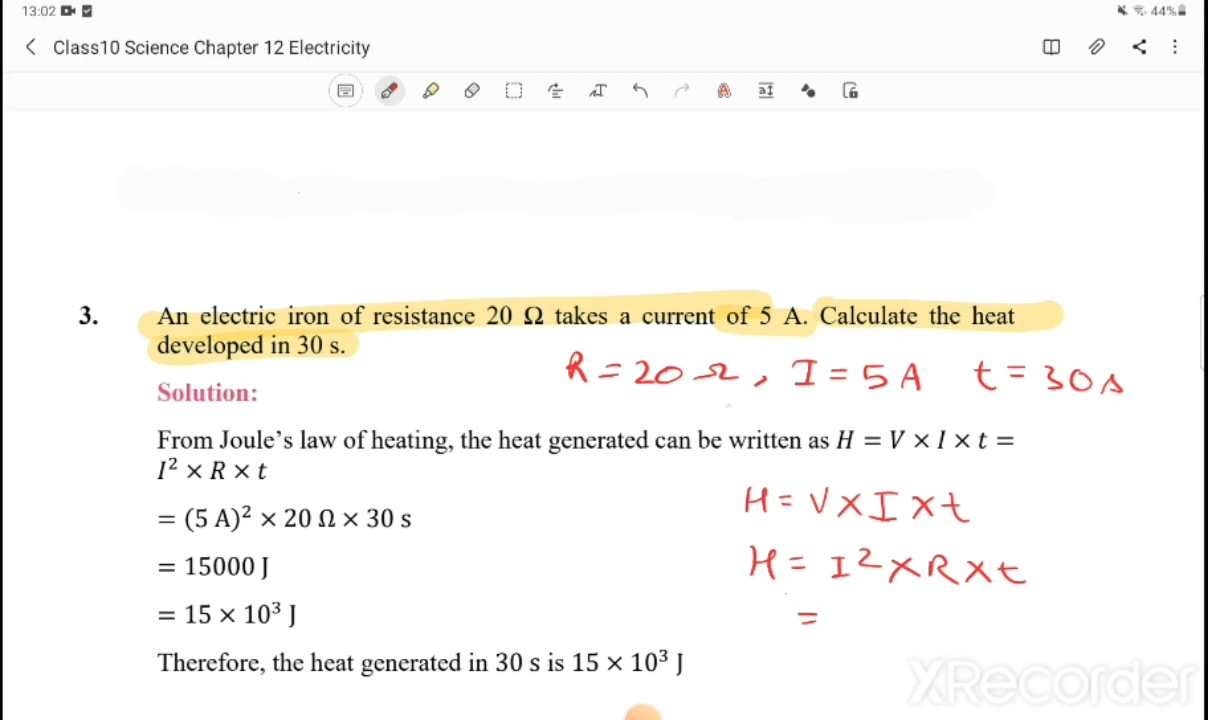 13:02 44%
Class10 Science Chapter 12 Electricity
3. An electric iron of resistance 20 Ω takes a current of 5 A. Calculate the heat
developed in 30 s.
R = 20 Ω, I = 5 A t = 30 s
Solution:
From Joule's law of heating, the heat generated can be written as H = V × I × t =
I² × R × t
H = V × I × t
= (5 A)² × 20 Ω × 30 s
H = I² × R × t
= 15000 J
=
= 15 × 10³ J
Therefore, the heat generated in 30 s is 15 × 10³ J
XRecorder